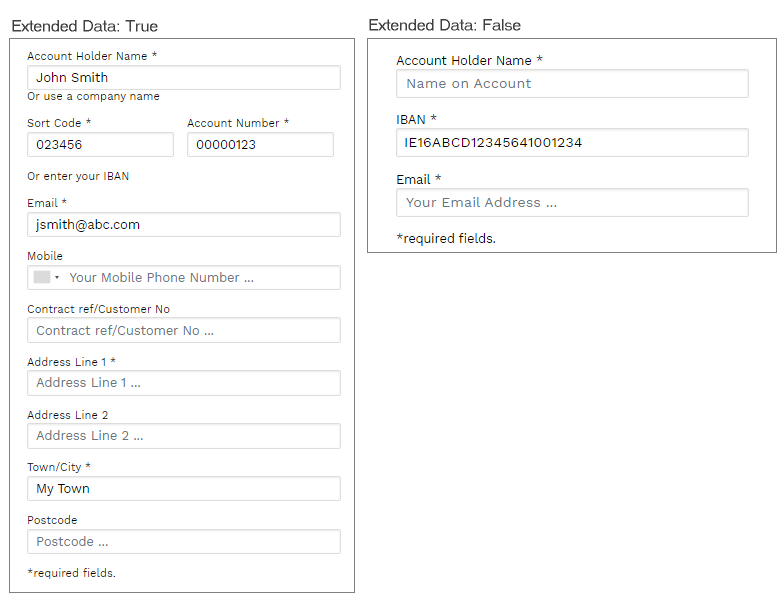 Extended Data: True
Account Holder Name *
John Smith
Or use a company name
Sort Code * Account Number *
023456 00000123
Or enter your IBAN
Email *
jsmith@abc.com
Mobile
Your Mobile Phone Number ...
Contract ref/Customer No
Contract ref/Customer No ...
Address Line 1 *
Address Line 1 ...
Address Line 2
Address Line 2 ...
Town/City *
My Town
Postcode
Postcode ...
*required fields.
Extended Data: False
Account Holder Name *
Name on Account
IBAN *
IE16ABCD12345641001234
Email *
Your Email Address ...
*required fields.